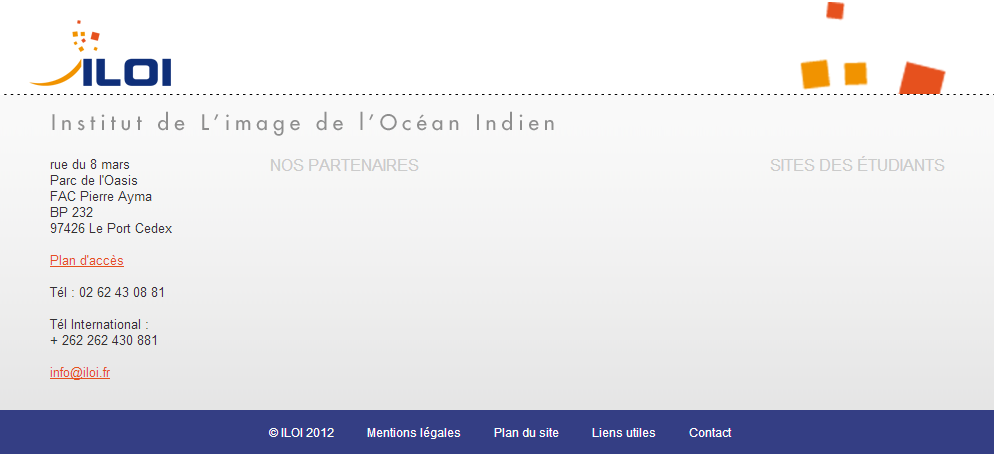 ILOI
Institut de L'image de l'Océan Indien
rue du 8 mars
Parc de l'Oasis
FAC Pierre Ayma
BP 232
97426 Le Port Cedex
Plan d'accès
Tél : 02 62 43 08 81
Tél International :
+ 262 262 430 881
info@iloi.fr
NOS PARTENAIRES
SITES DES ÉTUDIANTS
© ILOI 2012 Mentions légales Plan du site Liens utiles Contact